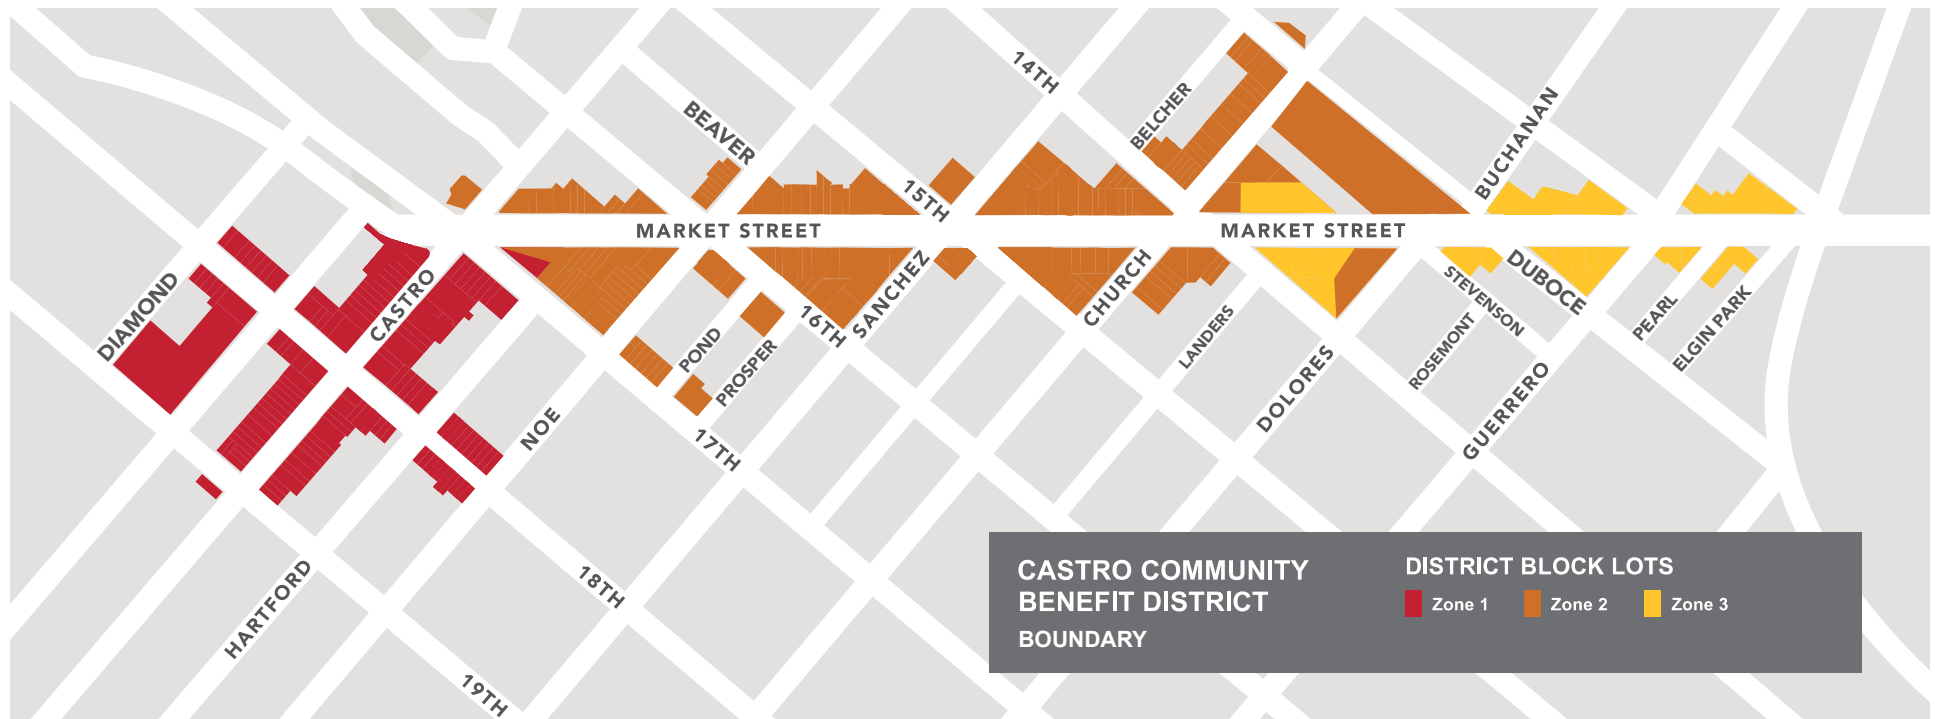 14TH
BELCHER
BUCHANAN
BEAVER
15TH
MARKET STREET
MARKET STREET
DIAMOND
CASTRO
SANCHEZ
CHURCH
STEVENSON
DUBOCE
16TH
POND
PROSPER
LANDERS
ROSEMONT
PEARL
ELGIN PARK
DOLORES
GUERRERO
NOE
17TH
HARTFORD
18TH
19TH
CASTRO COMMUNITY
BENEFIT DISTRICT
BOUNDARY
DISTRICT BLOCK LOTS
Zone 1
Zone 2
Zone 3